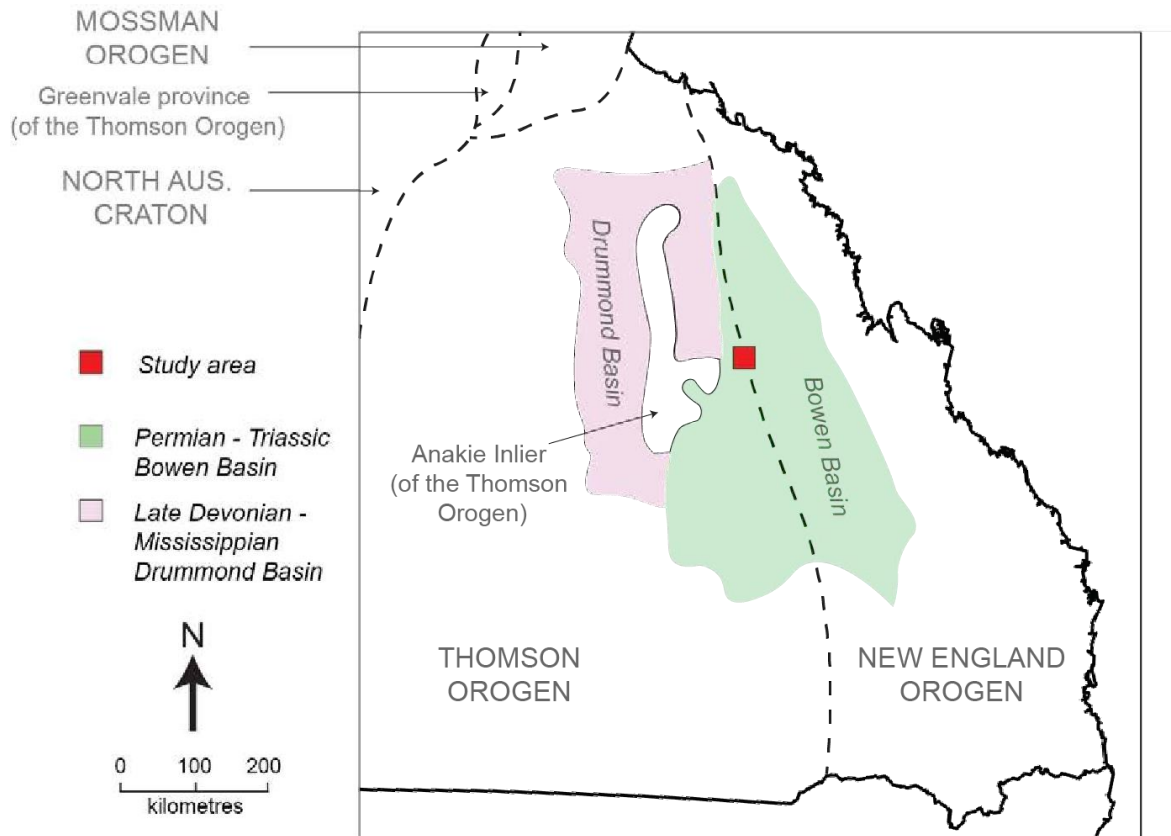 MOSSMAN
OROGEN
Greenvale province
(of the Thomson Orogen)
NORTH AUS.
CRATON
Drummond Basin
Bowen Basin
Study area
Permian - Triassic
Bowen Basin
Late Devonian -
Mississippian
Drummond Basin
Anakie Inlier
(of the Thomson
Orogen)
N
0 100 200
kilometres
THOMSON
OROGEN
NEW ENGLAND
OROGEN